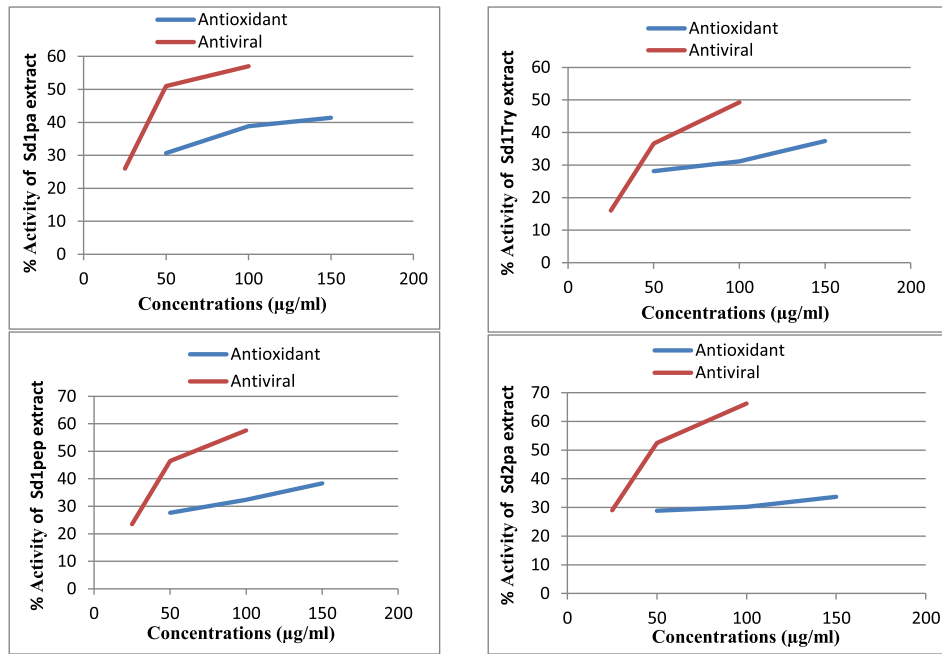 Antioxidant
Antiviral
% Activity of Sd1pa extract
60
50
40
30
20
10
0
0 50 100 150 200
Concentrations (µg/ml)
Antioxidant
Antiviral
% Activity of Sd1Try extract
60
50
40
30
20
10
0
0 50 100 150 200
Concentrations (µg/ml)
Antioxidant
Antiviral
% Activity of Sd1pep extract
70
60
50
40
30
20
10
0
0 50 100 150 200
Concentrations (µg/ml)
Antioxidant
Antiviral
% Activity of Sd2pa extract
70
60
50
40
30
20
10
0
0 50 100 150 200
Concentrations (µg/ml)